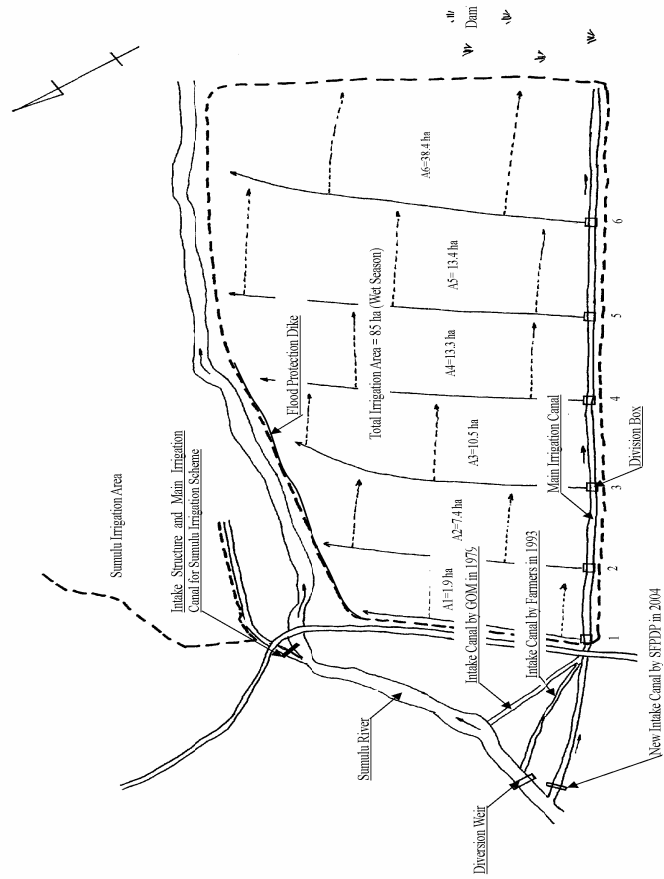 Sumulu Irrigation Area
Intake Structure and Main Irrigation
Canal for Sumulu Irrigation Scheme
Flood Protection Dike
Total Irrigation Area = 85 ha (Wet Season)
Sumulu River
Diversion Weir
A1=1.9 ha
A2=7.4 ha
A3=10.5 ha
A4=13.3 ha
A5= 13.4 ha
A6=38.4 ha
Intake Canal by GOM in 1979
Intake Canal by Farmers in 1993
Main Irrigation Canal
Division Box
1
2
3
4
5
6
New Intake Canal by SFPDP in 2004